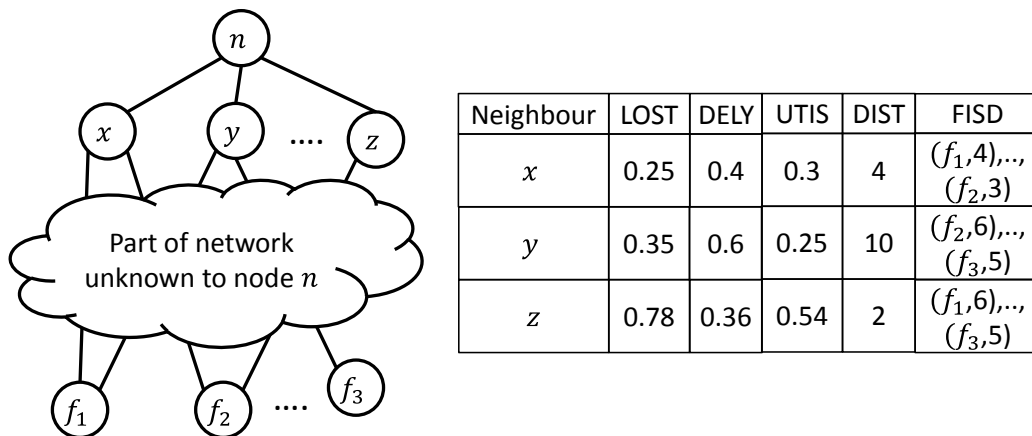 n
x
y
....
z
Part of network
unknown to node n
f₁
f₂
....
f₃
Neighbour LOST DELY UTIS DIST FISD
x 0.25 0.4 0.3 4 (f₁,4),..,
(f₂,3)
y 0.35 0.6 0.25 10 (f₂,6),..,
(f₃,5)
z 0.78 0.36 0.54 2 (f₁,6),..,
(f₃,5)